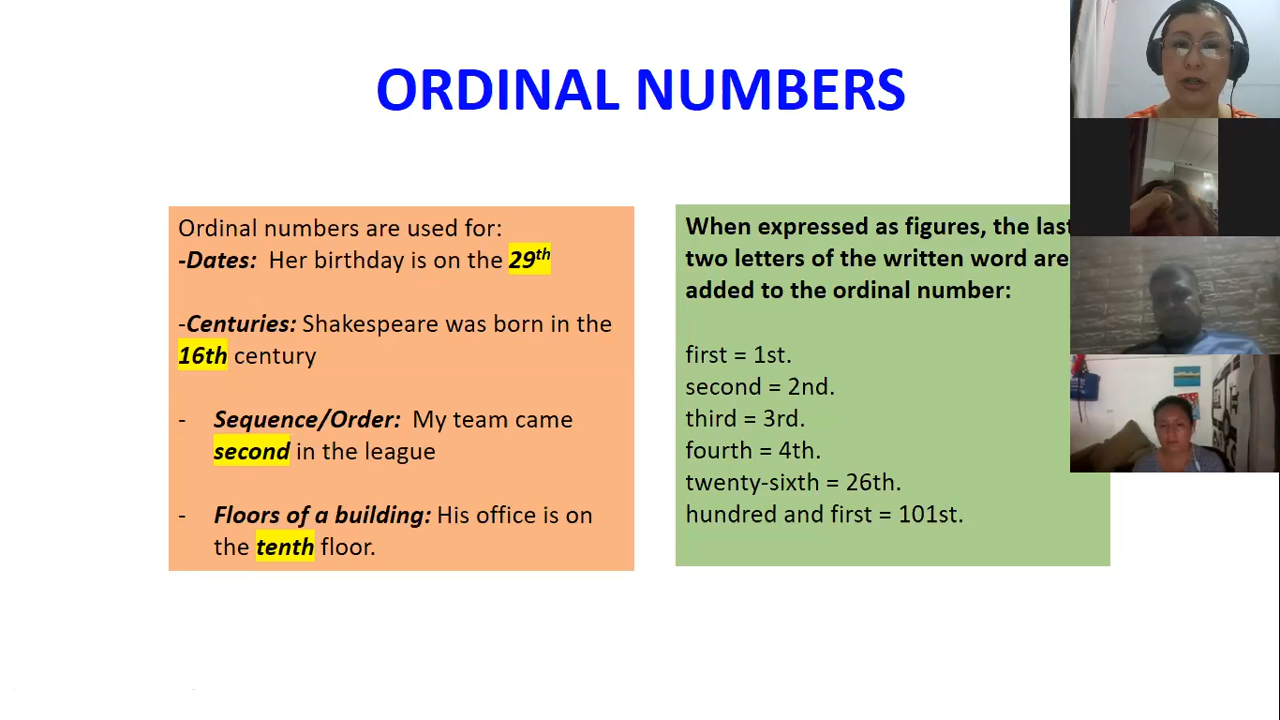 ORDINAL NUMBERS
Ordinal numbers are used for:
-Dates: Her birthday is on the 29th
-Centuries: Shakespeare was born in the
16th century
- Sequence/Order: My team came
second in the league
- Floors of a building: His office is on
the tenth floor.
When expressed as figures, the last
two letters of the written word are
added to the ordinal number:
first = 1st.
second = 2nd.
third = 3rd.
fourth = 4th.
twenty-sixth = 26th.
hundred and first = 101st.